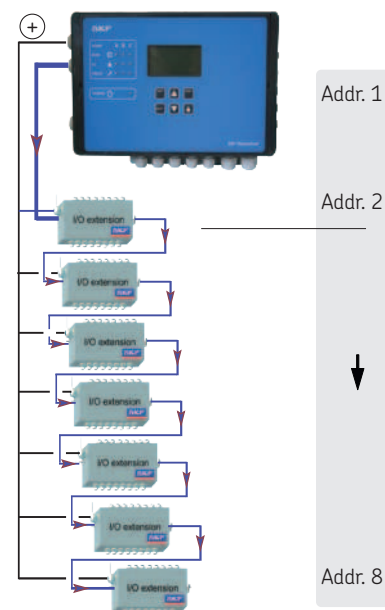 +
SKF
Addr. 1
Addr. 2
I/O extension
SKF
I/O extension
SKF
I/O extension
SKF
I/O extension
SKF
I/O extension
SKF
I/O extension
SKF
I/O extension
SKF
Addr. 8